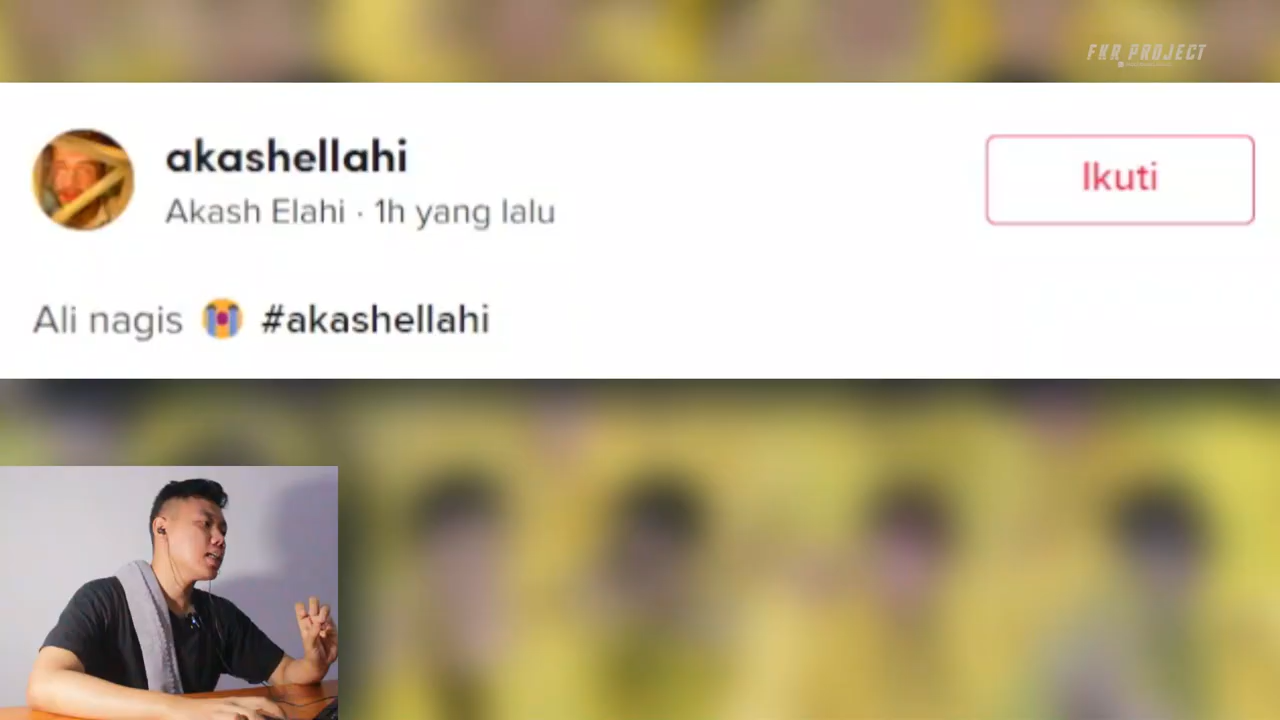 FKR PROJECT
akashellahi
Akash Elahi · 1h yang lalu
Ikuti
Ali nagis 😭 #akashellahi